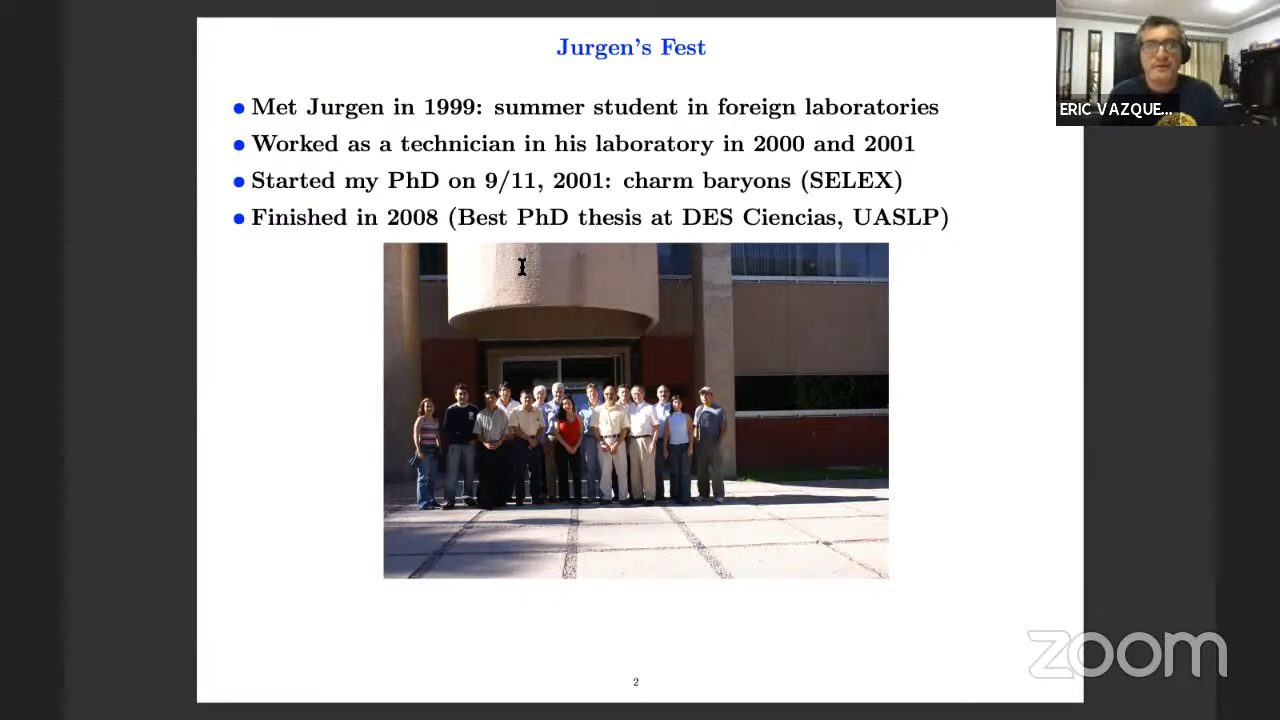 Jurgen's Fest
Met Jurgen in 1999: summer student in foreign laboratories
Worked as a technician in his laboratory in 2000 and 2001
Started my PhD on 9/11, 2001: charm baryons (SELEX)
Finished in 2008 (Best PhD thesis at DES Ciencias, UASLP)
ERIC VAZQUE...
zoom
2